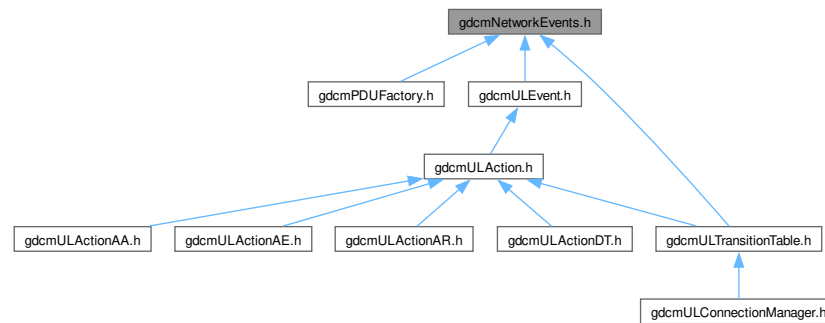 gdcmNetworkEvents.h
gdcmPDUFactory.h
gdcmULEvent.h
gdcmULAction.h
gdcmULActionAA.h
gdcmULActionAE.h
gdcmULActionAR.h
gdcmULActionDT.h
gdcmULTransitionTable.h
gdcmULConnectionManager.h